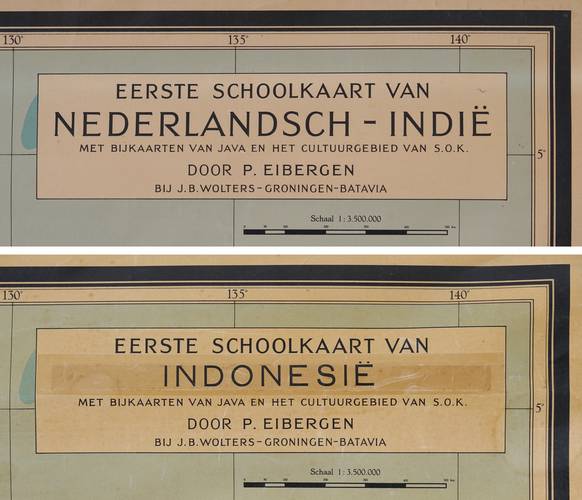 130°
135°
140°
EERSTE SCHOOLKAART VAN
NEDERLANDSCH - INDIË
MET BIJKAARTEN VAN JAVA EN HET CULTUURGEBIED VAN S.O.K.
DOOR P. EIBERGEN
BIJ J.B. WOLTERS - GRONINGEN - BATAVIA
5°
Schaal 1 : 3.500.000
130°
135°
140°
EERSTE SCHOOLKAART VAN
INDONESIË
MET BIJKAARTEN VAN JAVA EN HET CULTUURGEBIED VAN S.O.K.
DOOR P. EIBERGEN
BIJ J.B. WOLTERS - GRONINGEN - BATAVIA
5°
Schaal 1 : 3.500.000